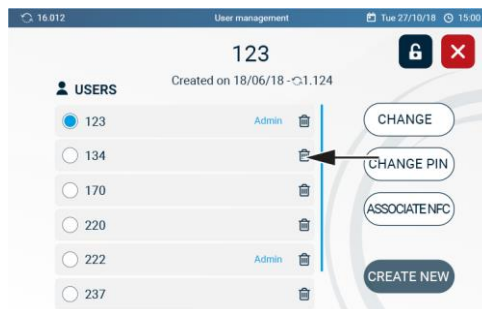 16.012 User management Tue 27/10/18 15:00
123
Created on 18/06/18 - 1.124
USERS
123 Admin
CHANGE
134
CHANGE PIN
170
ASSOCIATE NFC
220
222 Admin
CREATE NEW
237